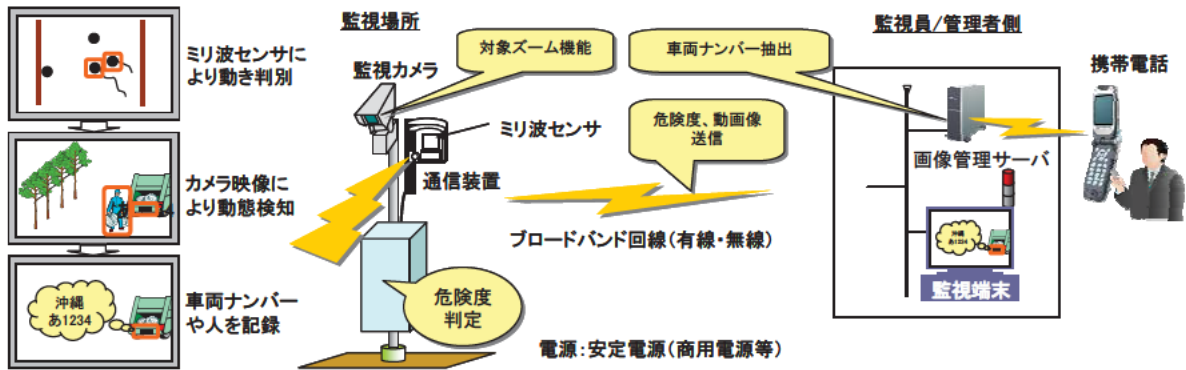 監視場所
監視員/管理者側
ミリ波センサに
より動き判別
監視カメラ
対象ズーム機能
車両ナンバー抽出
携帯電話
ミリ波センサ
危険度、動画像
送信
画像管理サーバ
カメラ映像に
より動態検知
通信装置
ブロードバンド回線(有線・無線)
沖縄
あ1234
監視端末
沖縄
あ1234
車両ナンバー
や人を記録
危険度
判定
電源:安定電源(商用電源等)